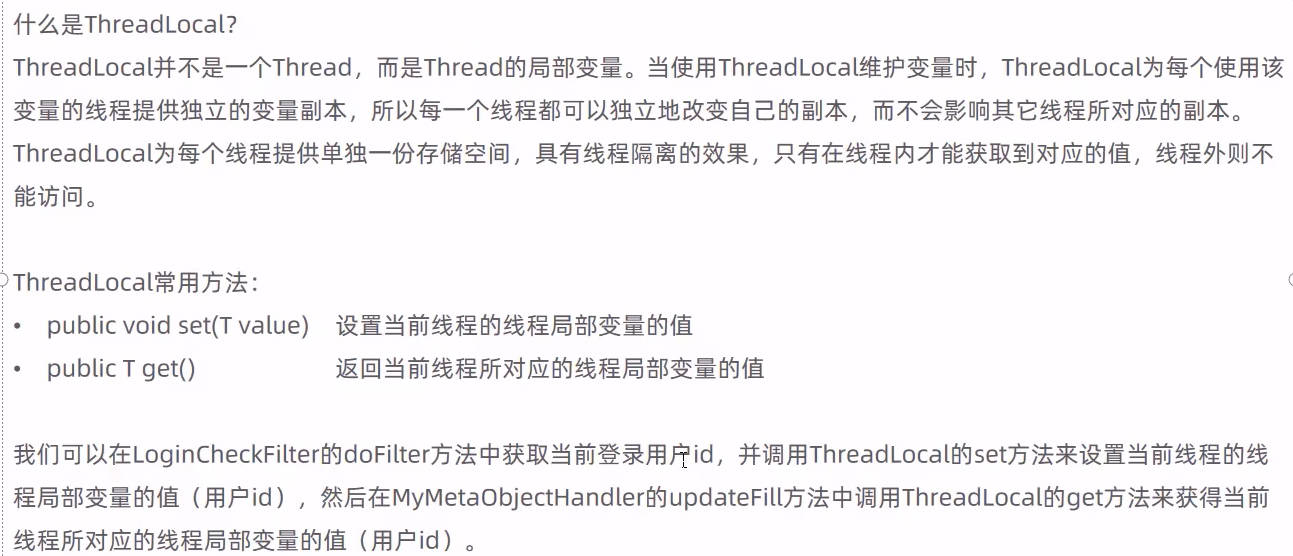 什么是ThreadLocal？
ThreadLocal并不是一个Thread，而是Thread的局部变量。当使用ThreadLocal维护变量时，ThreadLocal为每个使用该
变量的线程提供独立的变量副本，所以每一个线程都可以独立地改变自己的副本，而不会影响其它线程所对应的副本。
ThreadLocal为每个线程提供单独一份存储空间，具有线程隔离的效果，只有在线程内才能获取到对应的值，线程外则不
能访问。
ThreadLocal常用方法：
• public void set(T value) 设置当前线程的线程局部变量的值
• public T get() 返回当前线程所对应的线程局部变量的值
我们可以在LoginCheckFilter的doFilter方法中获取当前登录用户id，并调用ThreadLocal的set方法来设置当前线程的线
程局部变量的值（用户id），然后在MyMetaObjectHandler的updateFill方法中调用ThreadLocal的get方法来获得当前
线程所对应的线程局部变量的值（用户id）。